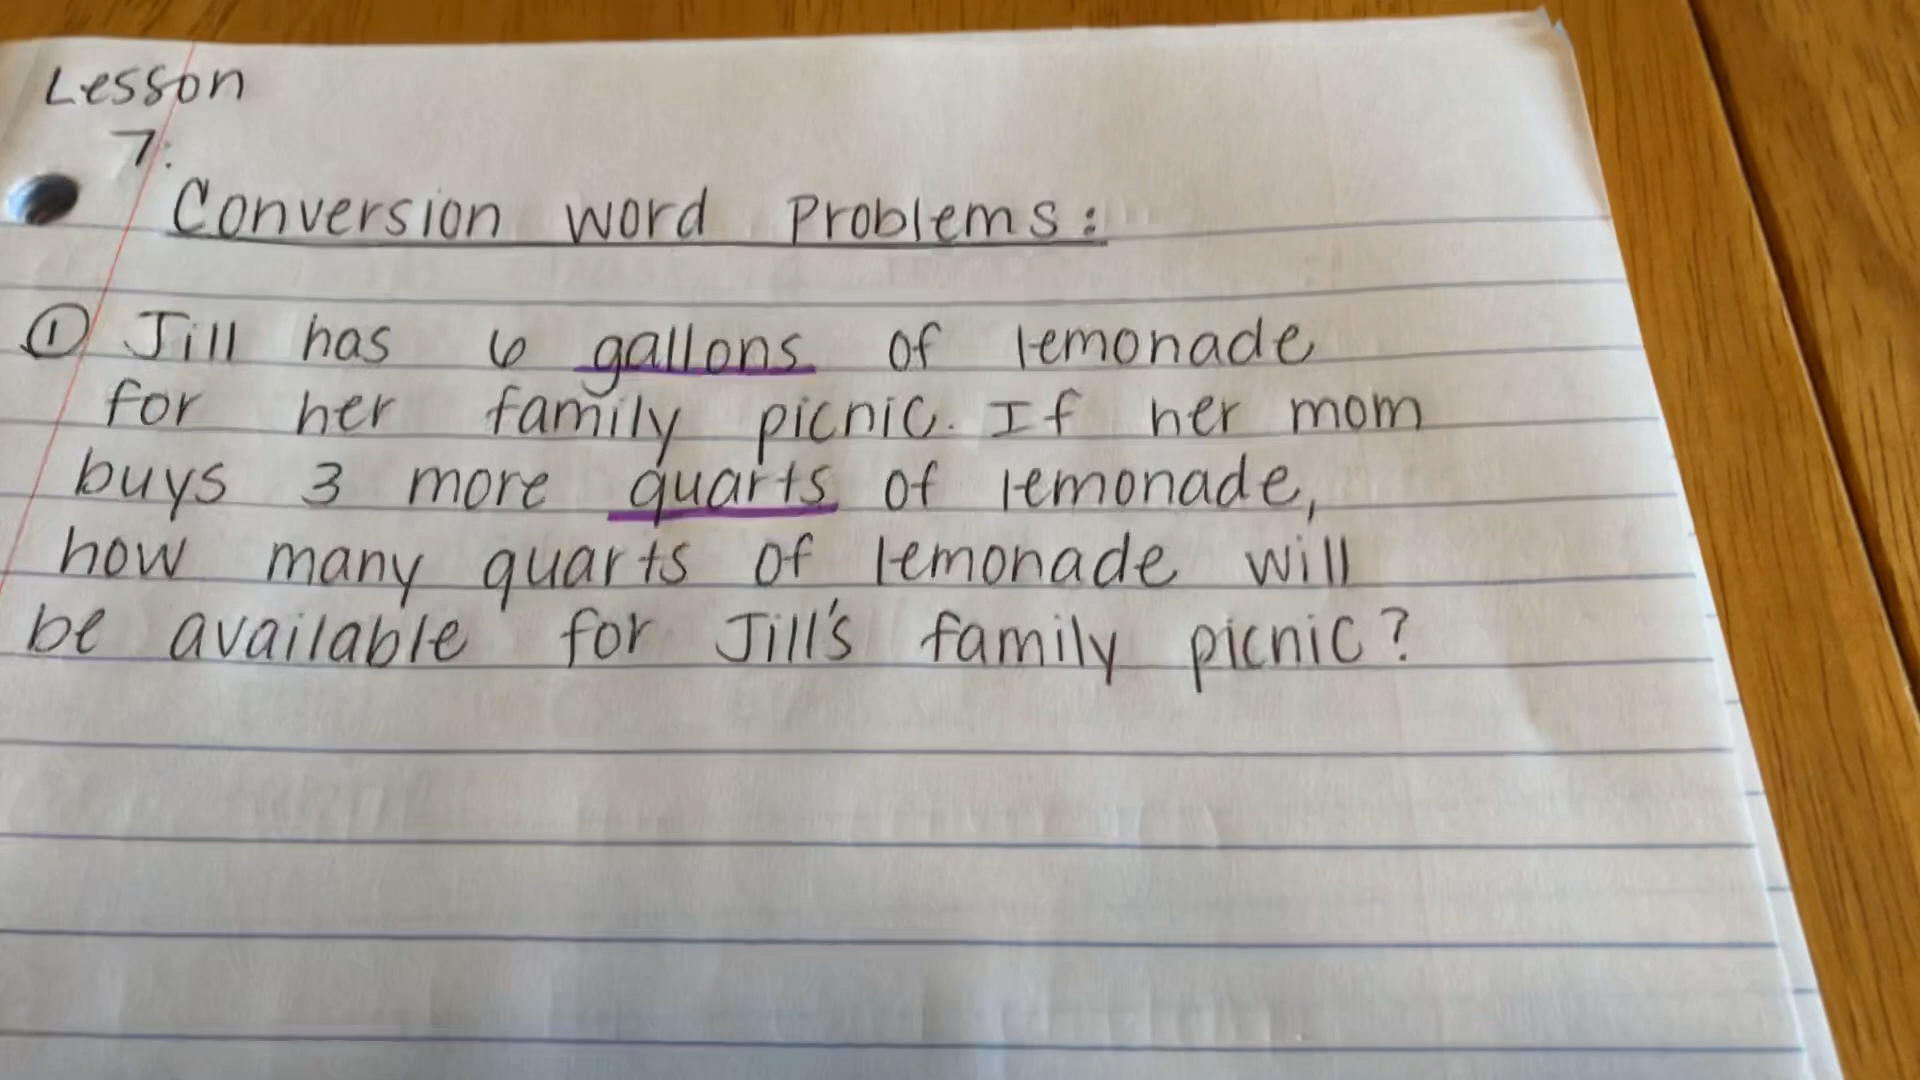 Lesson
7:
Conversion word Problems:
① Jill has 6 gallons of lemonade
for her family picnic. If her mom
buys 3 more quarts of lemonade,
how many quarts of lemonade will
be available for Jill's family picnic?